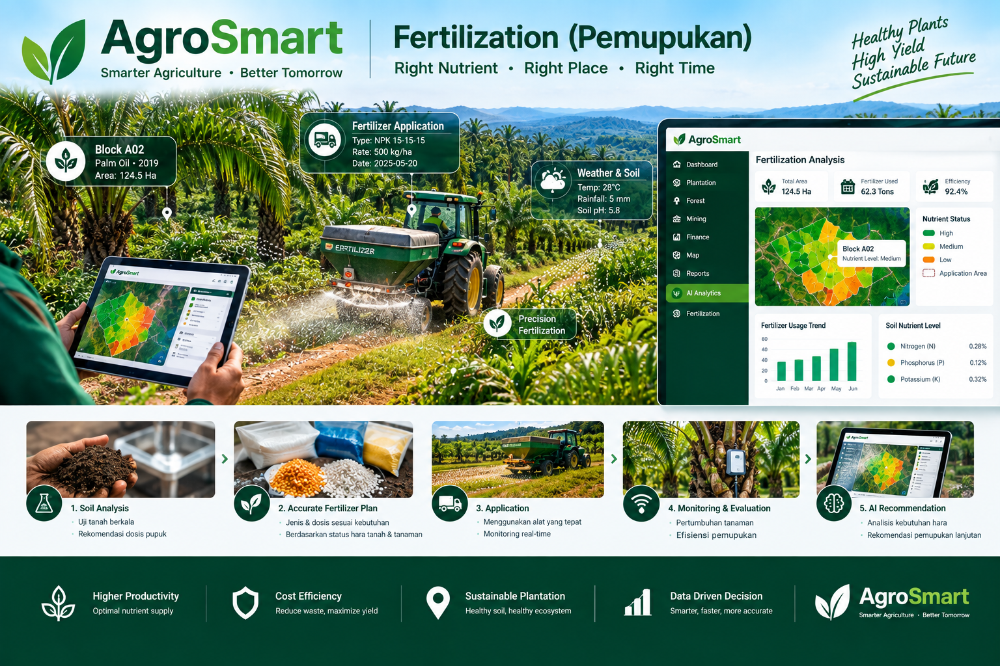 AgroSmart
Smarter Agriculture • Better Tomorrow
Fertilization (Pemupukan)
Right Nutrient • Right Place • Right Time
Healthy Plants
High Yield
Sustainable Future
Block A02
Palm Oil • 2019
Area: 124.5 Ha
Fertilizer Application
Type: NPK 15-15-15
Rate: 500 kg/ha
Date: 2025-05-20
Weather & Soil
Temp: 28°C
Rainfall: 5 mm
Soil pH: 5.8
FERTILIZER
Precision
Fertilization
AgroSmart
AgroSmart
Dashboard
Plantation
Forest
Mining
Finance
Map
Reports
AI Analytics
Fertilization
Fertilization Analysis
Total Area
124.5 Ha
Fertilizer Used
62.3 Tons
Efficiency
92.4%
Block A02
Nutrient Level: Medium
Nutrient Status
High
Medium
Low
Application Area
Fertilizer Usage Trend
80
60
40
20
0
Jan Feb Mar Apr May Jun
Soil Nutrient Level
Nitrogen (N) 0.28%
Phosphorus (P) 0.12%
Potassium (K) 0.32%
1. Soil Analysis
• Uji tanah berkala
• Rekomendasi dosis pupuk
2. Accurate Fertilizer Plan
• Jenis & dosis sesuai kebutuhan
• Berdasarkan status hara tanah & tanaman
3. Application
• Menggunakan alat yang tepat
• Monitoring real-time
4. Monitoring & Evaluation
• Pertumbuhan tanaman
• Efisiensi pemupukan
AgroSmart
5. AI Recommendation
• Analisis kebutuhan hara
• Rekomendasi pemupukan lanjutan
Higher Productivity
Optimal nutrient supply
Cost Efficiency
Reduce waste, maximize yield
Sustainable Plantation
Healthy soil, healthy ecosystem
Data Driven Decision
Smarter, faster, more accurate
AgroSmart
Smarter Agriculture • Better Tomorrow